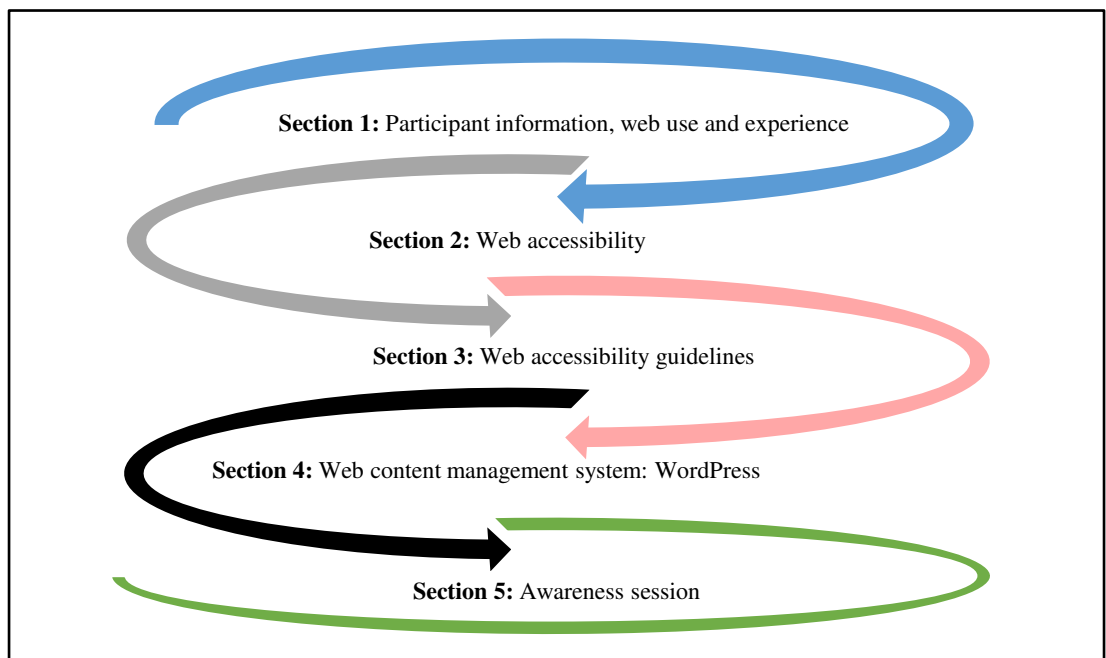 Section 1: Participant information, web use and experience
Section 2: Web accessibility
Section 3: Web accessibility guidelines
Section 4: Web content management system: WordPress
Section 5: Awareness session